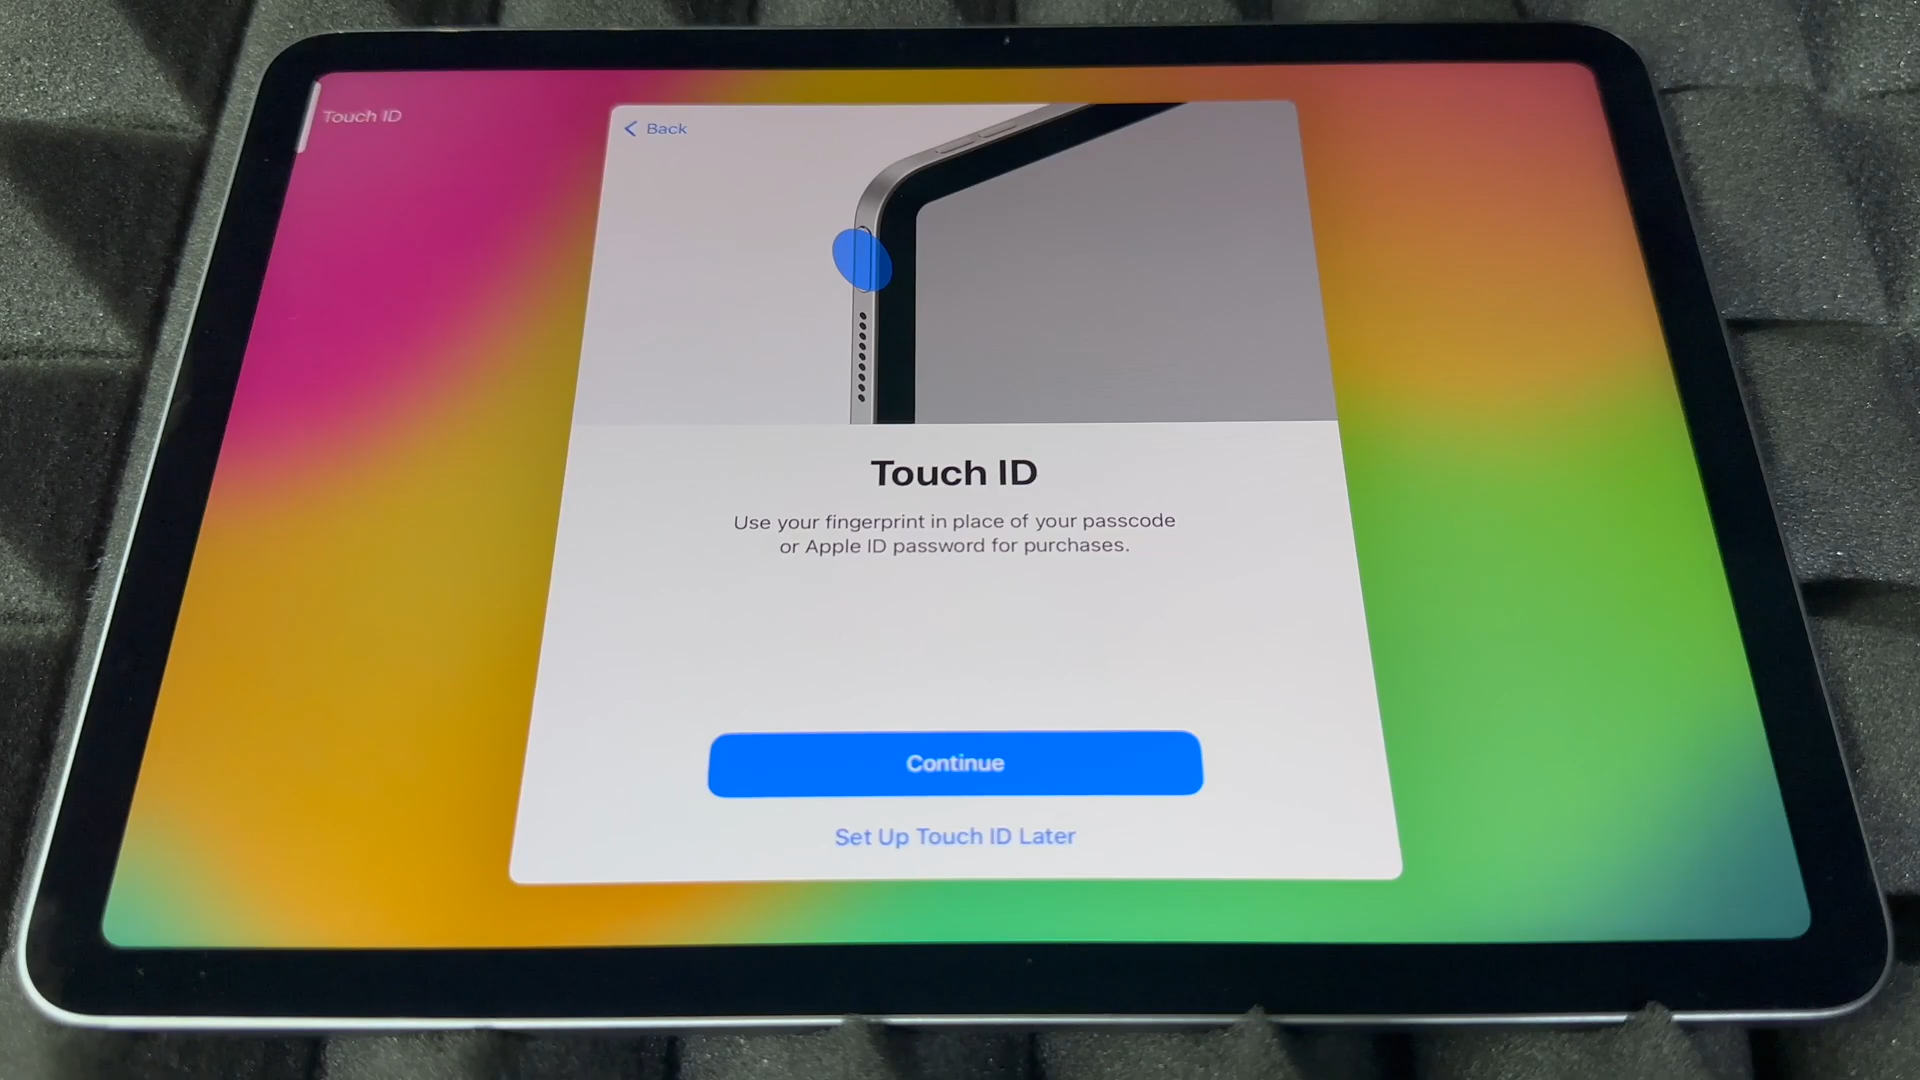 Touch ID
Back
Touch ID
Use your fingerprint in place of your passcode
or Apple ID password for purchases.
Continue
Set Up Touch ID Later